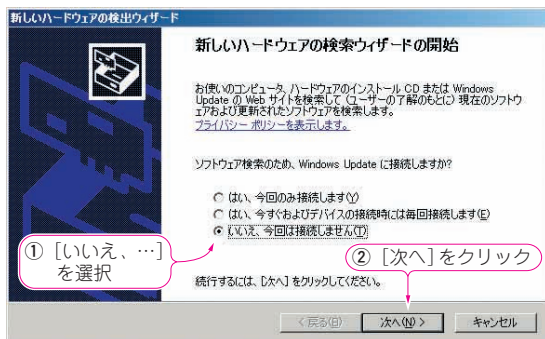 新しいハードウェアの検出ウィザード
新しいハードウェアの検索ウィザードの開始
お使いのコンピュータ、ハードウェアのインストール CD または Windows
Update の Web サイトを検索して (ユーザーの了解のもとに) 現在のソフトウ
ェアおよび更新されたソフトウェアを検索します。
プライバシー ポリシーを表示します。
ソフトウェア検索のため、Windows Update に接続しますか?
はい、今回のみ接続します(Y)
はい、今すぐおよびデバイスの接続時には毎回接続します(E)
いいえ、今回は接続しません(T)
① [いいえ、…]
を選択
② [次へ]をクリック
続行するには、[次へ] をクリックしてください。
< 戻る(B)
次へ(N) >
キャンセル